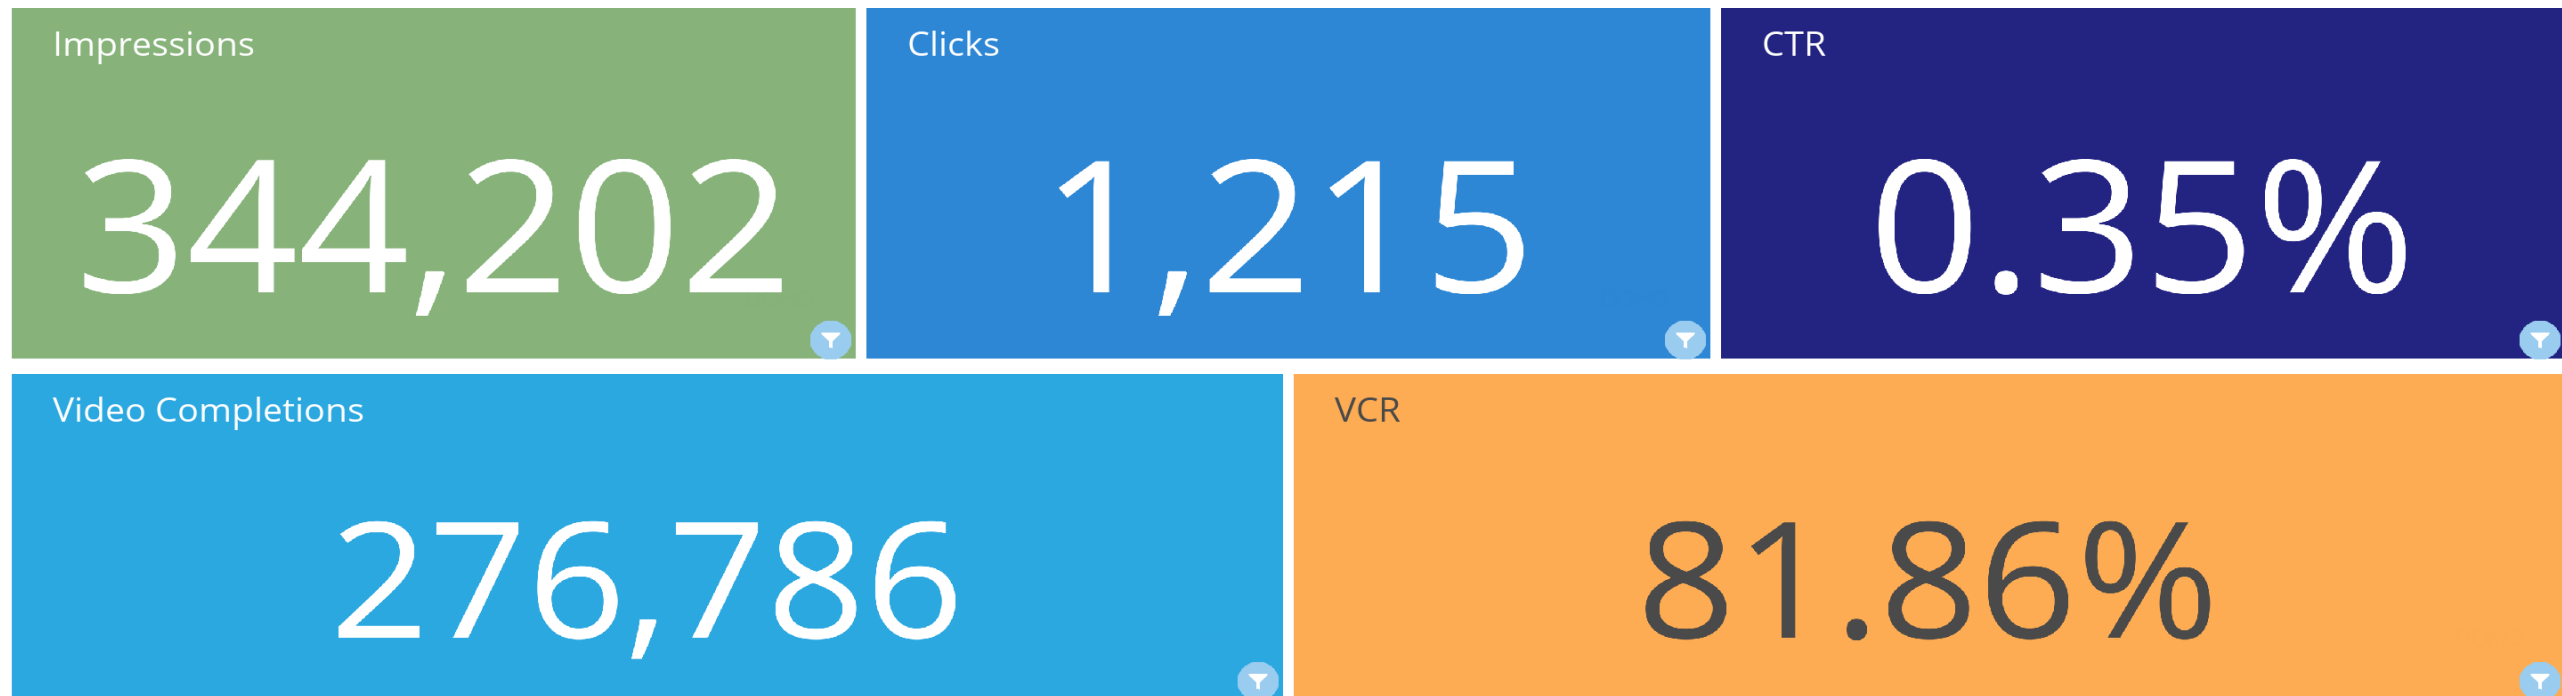 Impressions
344,202
Clicks
1,215
CTR
0.35%
Video Completions
276,786
VCR
81.86%